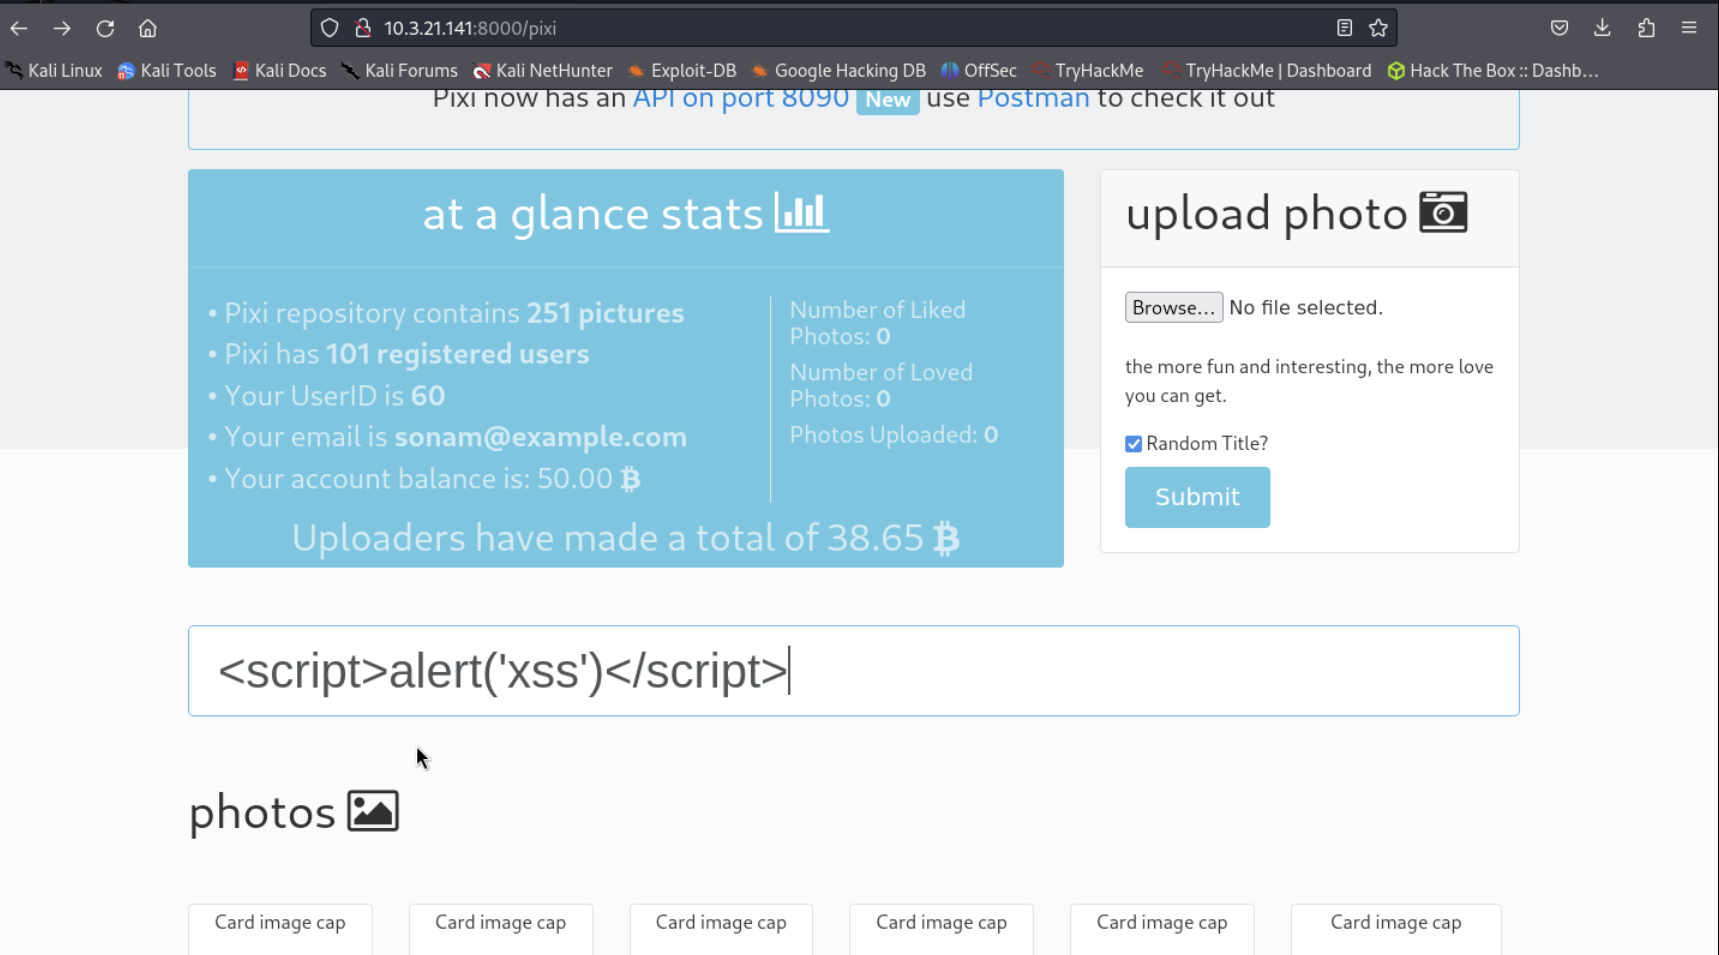 10.3.21.141:8000/pixi
Kali Linux Kali Tools Kali Docs Kali Forums Kali NetHunter Exploit-DB Google Hacking DB OffSec TryHackMe TryHackMe | Dashboard Hack The Box :: Dashb…
Pixi now has an API on port 8090 New use Postman to check it out
at a glance stats
• Pixi repository contains 251 pictures
• Pixi has 101 registered users
• Your UserID is 60
• Your email is sonam@example.com
• Your account balance is: 50.00 ₿
Number of Liked
Photos: 0
Number of Loved
Photos: 0
Photos Uploaded: 0
Uploaders have made a total of 38.65 ₿
upload photo
Browse... No file selected.
the more fun and interesting, the more love
you can get.
Random Title?
Submit
<script>alert('xss')</script>
photos
Card image cap Card image cap Card image cap Card image cap Card image cap Card image cap